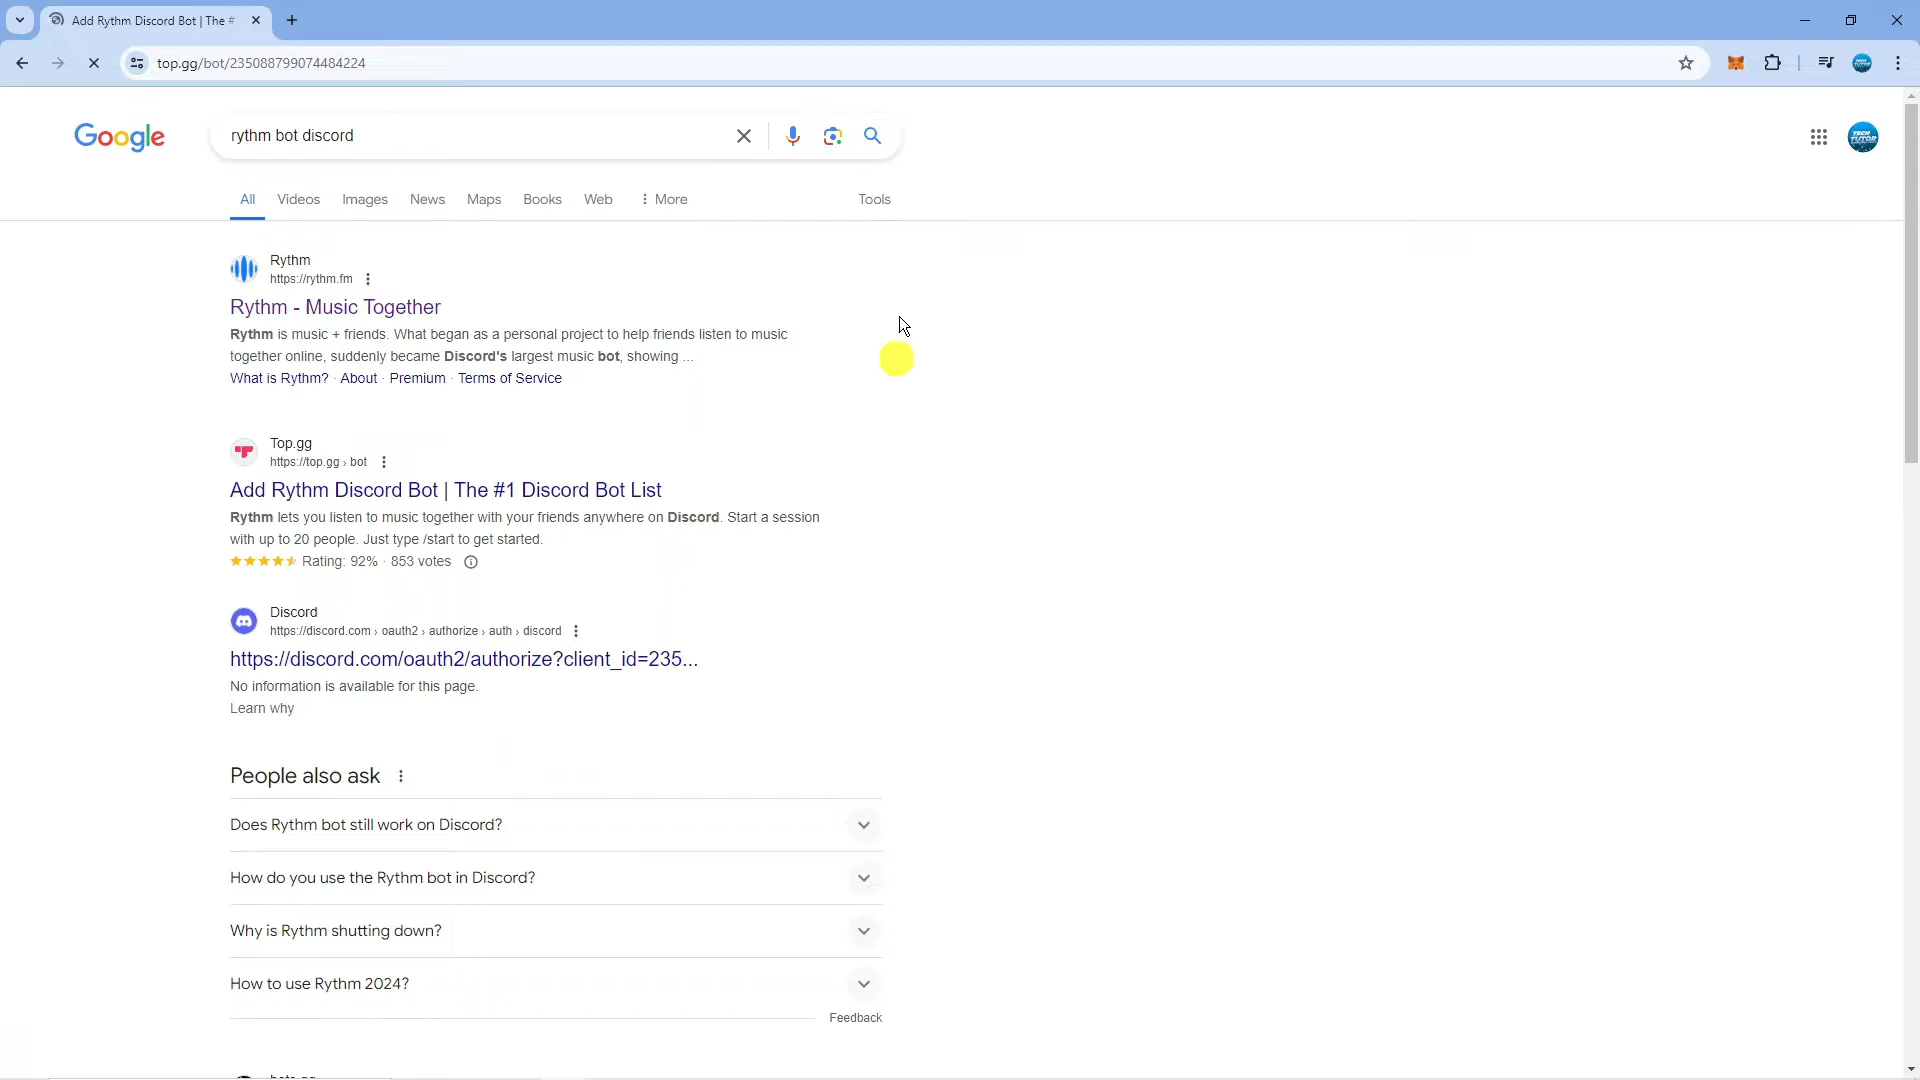 Add Rythm Discord Bot | The #
top.gg/bot/235088799074484224
Google
rythm bot discord
TECH TUTOR
All Videos Images News Maps Books Web More Tools
Rythm
https://rythm.fm
Rythm - Music Together
Rythm is music + friends. What began as a personal project to help friends listen to music
together online, suddenly became Discord's largest music bot, showing ...
What is Rythm? · About · Premium · Terms of Service
Top.gg
https://top.gg › bot
Add Rythm Discord Bot | The #1 Discord Bot List
Rythm lets you listen to music together with your friends anywhere on Discord. Start a session
with up to 20 people. Just type /start to get started.
Rating: 92% · 853 votes
Discord
https://discord.com › oauth2 › authorize › auth › discord
https://discord.com/oauth2/authorize?client_id=235...
No information is available for this page.
Learn why
People also ask
Does Rythm bot still work on Discord?
How do you use the Rythm bot in Discord?
Why is Rythm shutting down?
How to use Rythm 2024?
Feedback